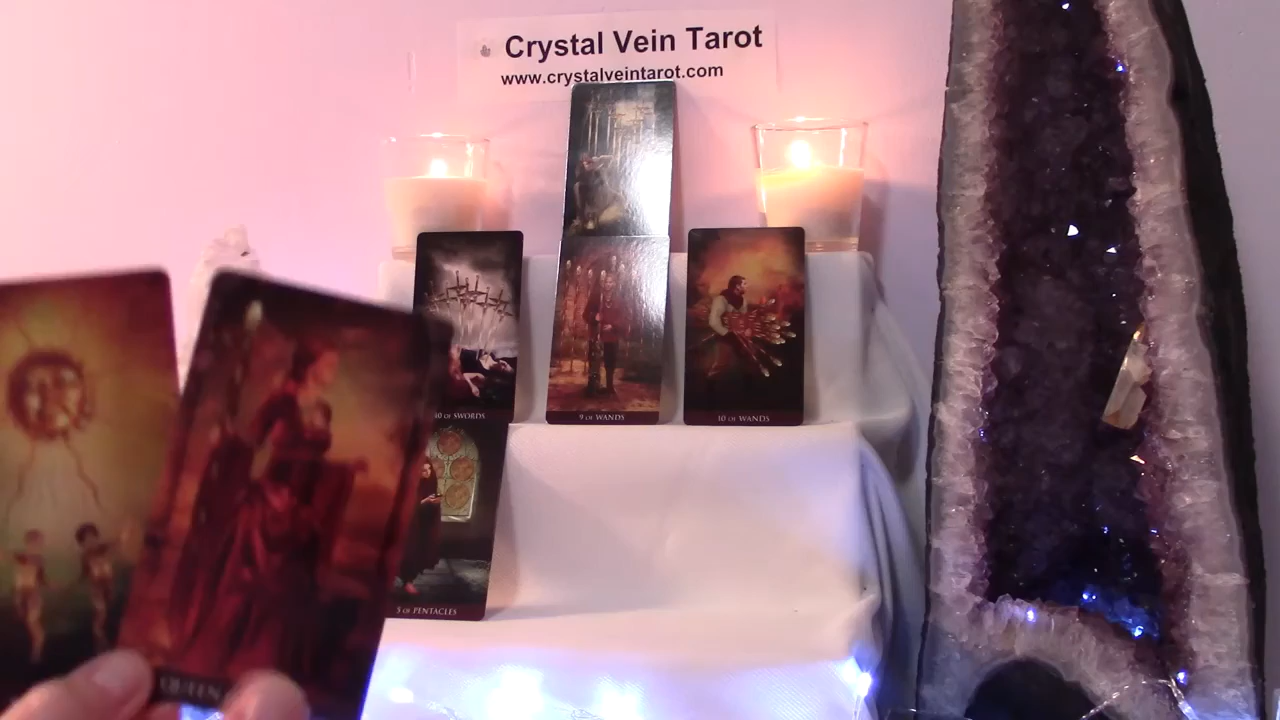 Crystal Vein Tarot
www.crystalveintarot.com
10 OF SWORDS
9 OF WANDS
10 OF WANDS
5 OF PENTACLES
QUEEN